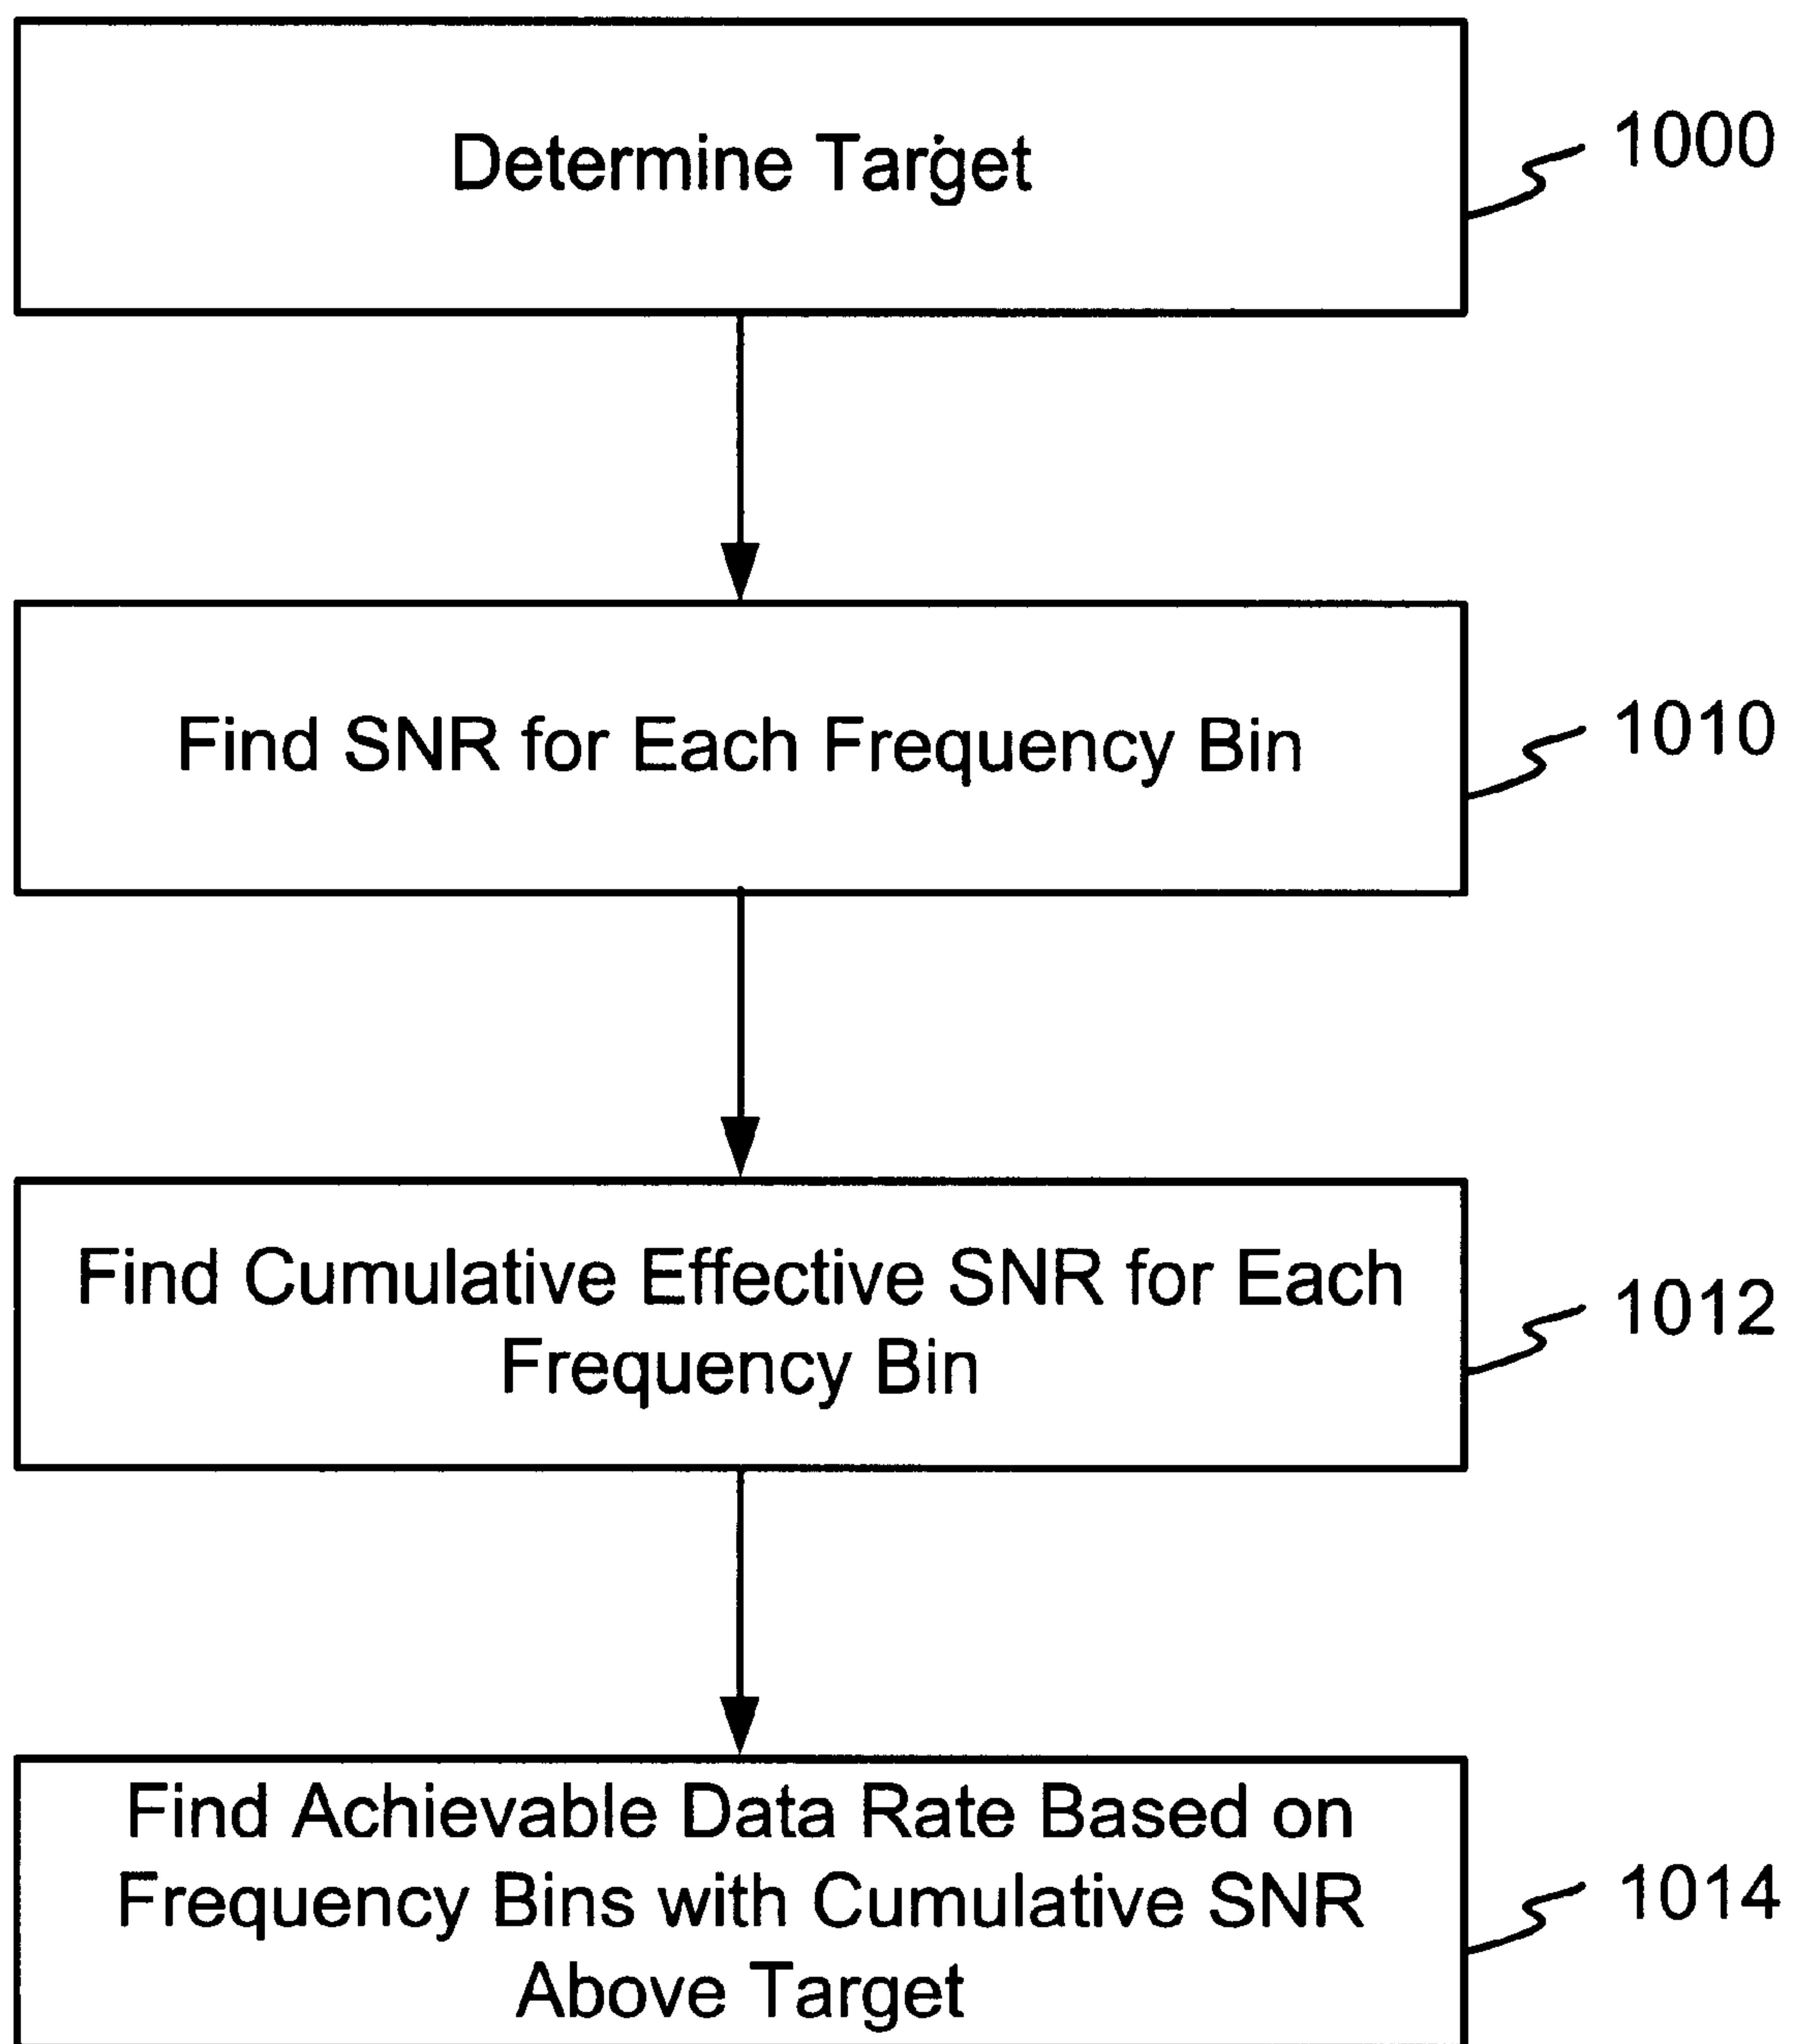 Determine Target
1000
Find SNR for Each Frequency Bin
1010
Find Cumulative Effective SNR for Each
Frequency Bin
1012
Find Achievable Data Rate Based on
Frequency Bins with Cumulative SNR
Above Target
1014